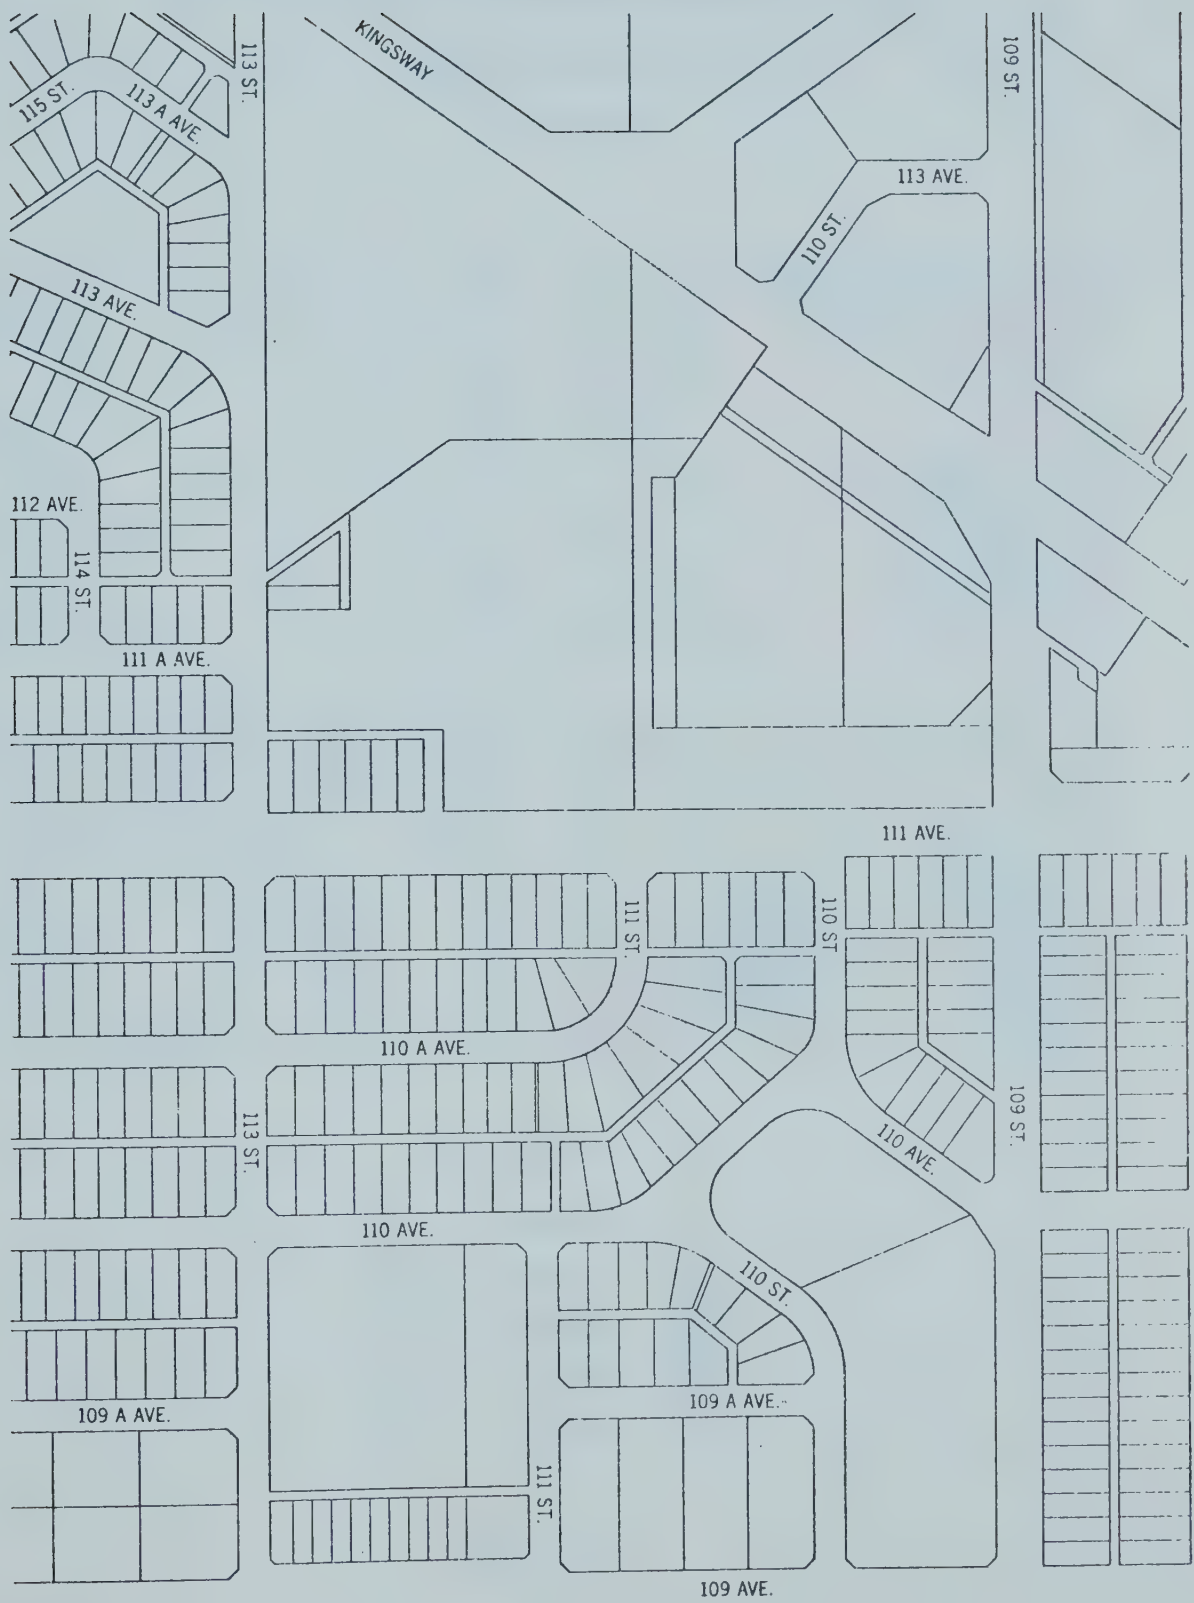 KINGSWAY
113 ST.
109 ST.
115 ST.
113 A AVE.
113 AVE.
110 ST.
113 AVE.
112 AVE.
114 ST.
111 A AVE.
111 AVE.
111 ST.
110 ST
110 A AVE.
113 ST.
109 ST.
110 AVE.
110 AVE.
110 ST.
109 A AVE.
109 A AVE.
111 ST.
109 AVE.